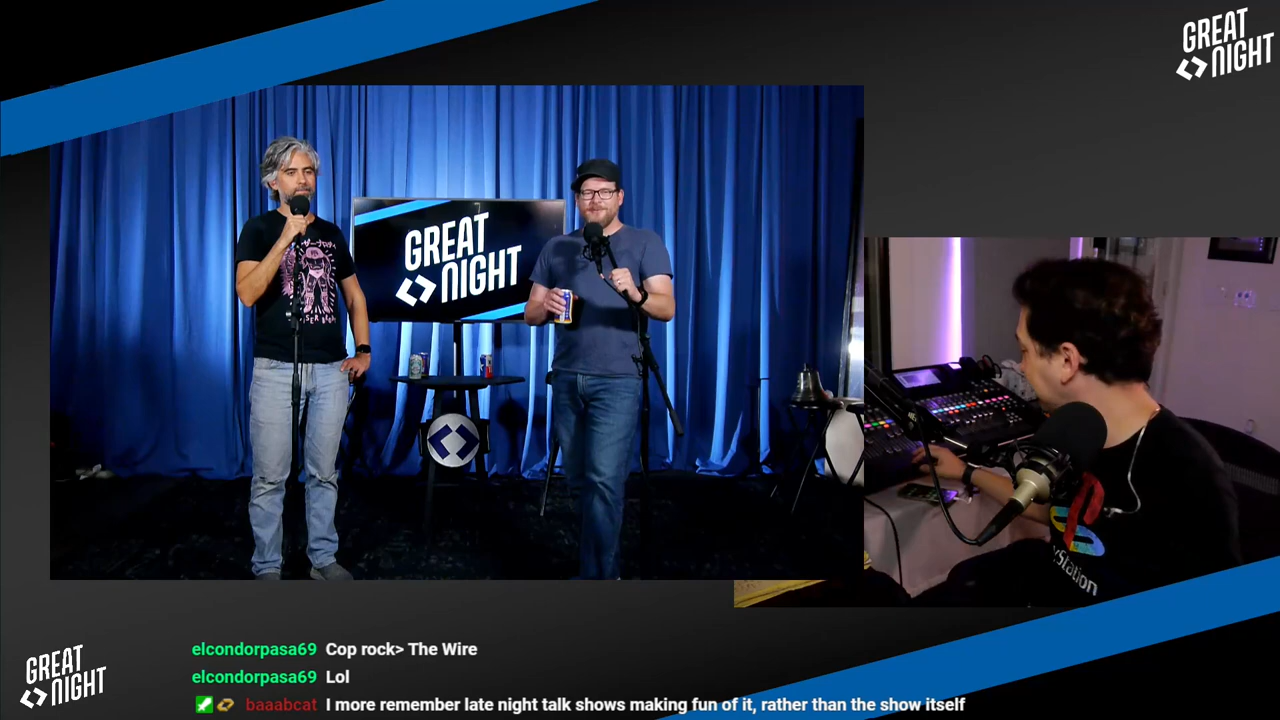 GREAT
NIGHT
GREAT
NIGHT
PlayStation
GREAT
NIGHT
elcondorpasa69 Cop rock> The Wire
elcondorpasa69 Lol
baaabcat I more remember late night talk shows making fun of it, rather than the show itself